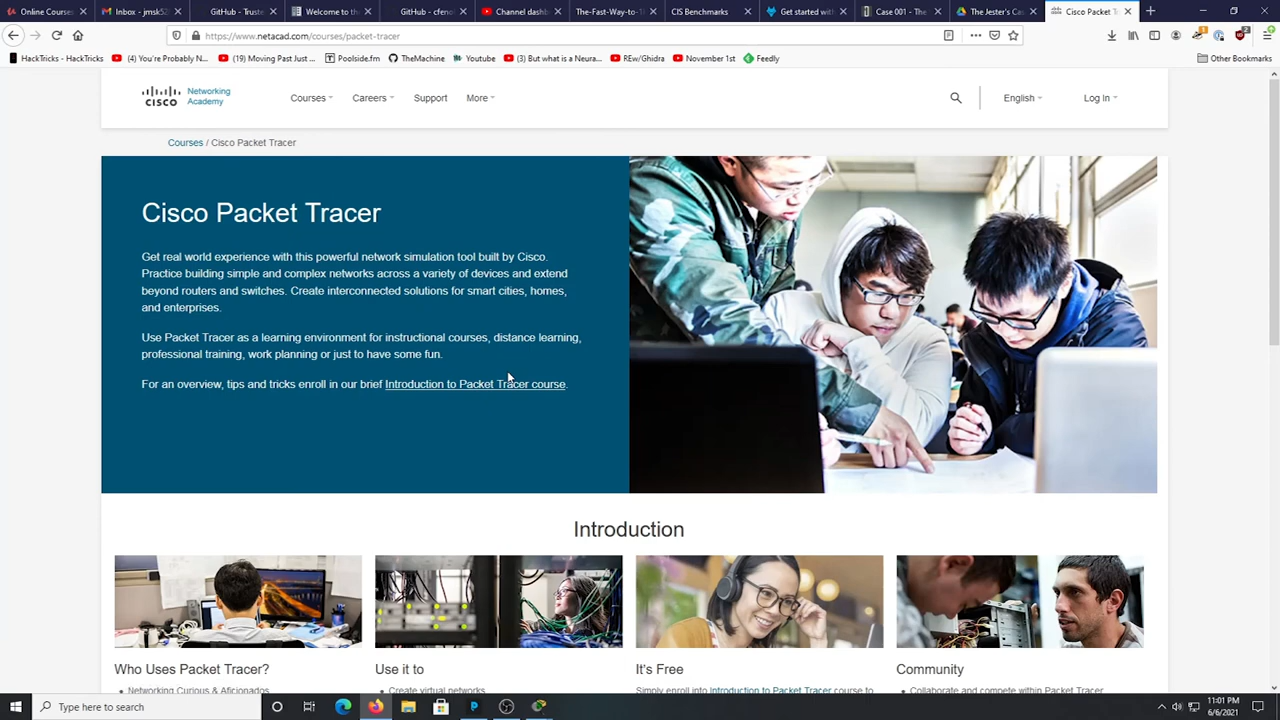 Online Courses
Inbox - jmsk52
GitHub - Truste
Welcome to the
GitHub - cfeno
Channel dashb
The-Fast-Way-to-
CIS Benchmarks
Get started with
Case 001 - The
The Jester's Cas
Cisco Packet T
https://www.netacad.com/courses/packet-tracer
HackTricks - HackTricks
(4) You're Probably N...
(19) Moving Past Just ...
Poolside.fm
TheMachine
Youtube
(3) But what is a Neura...
REw/Ghidra
November 1st
Feedly
Other Bookmarks
CISCO
Networking
Academy
Courses
Careers
Support
More
English
Log In
Courses / Cisco Packet Tracer
Cisco Packet Tracer
Get real world experience with this powerful network simulation tool built by Cisco.
Practice building simple and complex networks across a variety of devices and extend
beyond routers and switches. Create interconnected solutions for smart cities, homes,
and enterprises.
Use Packet Tracer as a learning environment for instructional courses, distance learning,
professional training, work planning or just to have some fun.
For an overview, tips and tricks enroll in our brief Introduction to Packet Tracer course.
Introduction
Who Uses Packet Tracer?
Use it to
It's Free
Community
Networking Curious & Aficionados
Create virtual networks
Simply enroll into Introduction to Packet Tracer course to
Collaborate and compete within Packet Tracer
Type here to search
11:01 PM
6/6/2021